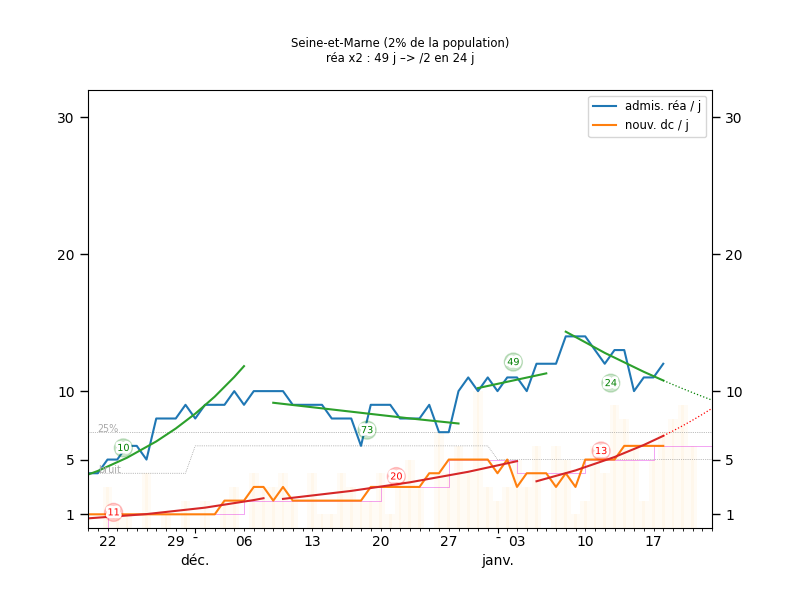 Seine-et-Marne (2% de la population)
réa x2 : 49 j –> /2 en 24 j
admis. réa / j
nouv. dc / j
30 30
20 20
10 10
5 5
1 1
25%
bruit
10
73
49
24
11
20
13
22 29 - 06 13 20 27 - 03 10 17
déc. janv.